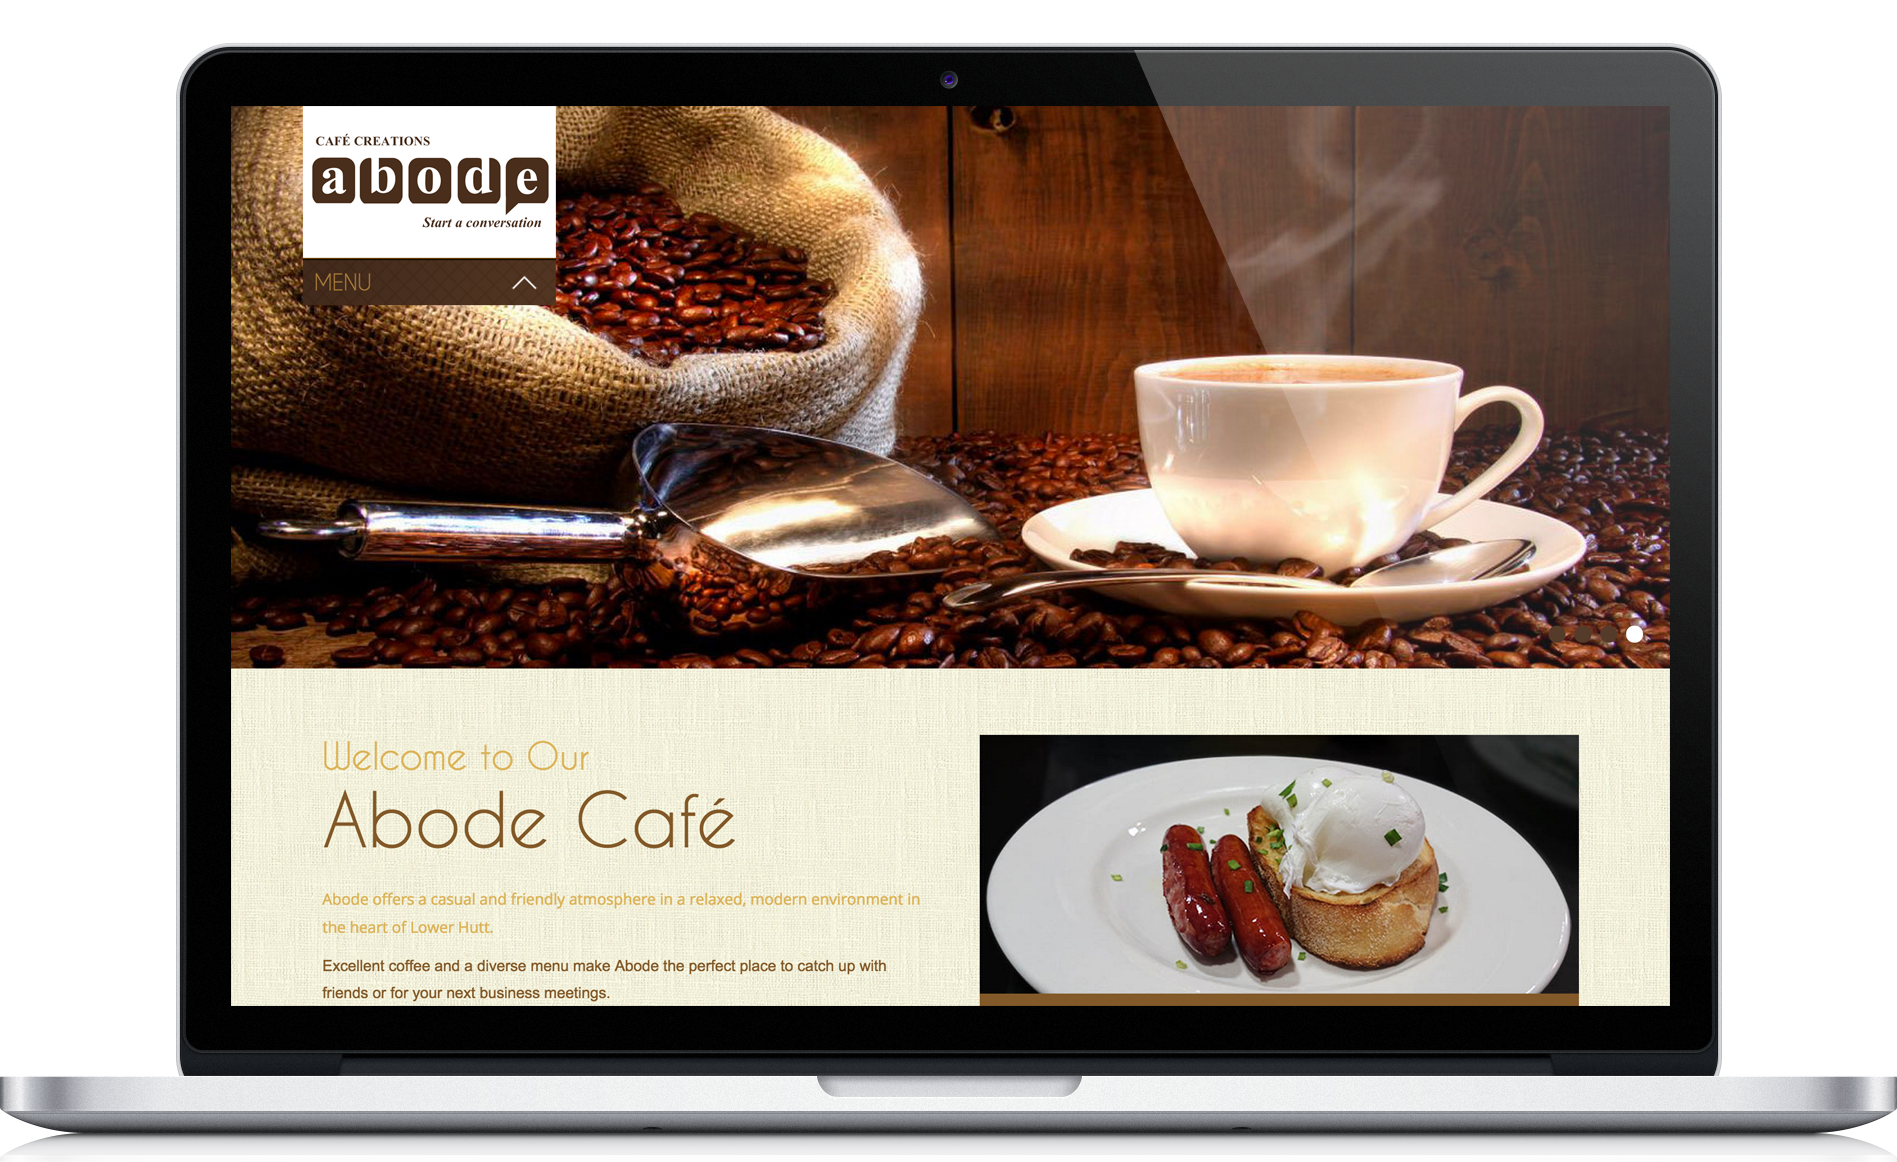 CAFÉ CREATIONS
abode
Start a conversation
MENU
Welcome to Our
Abode Café
Abode offers a casual and friendly atmosphere in a relaxed, modern environment in
the heart of Lower Hutt.
Excellent coffee and a diverse menu make Abode the perfect place to catch up with
friends or for your next business meetings.